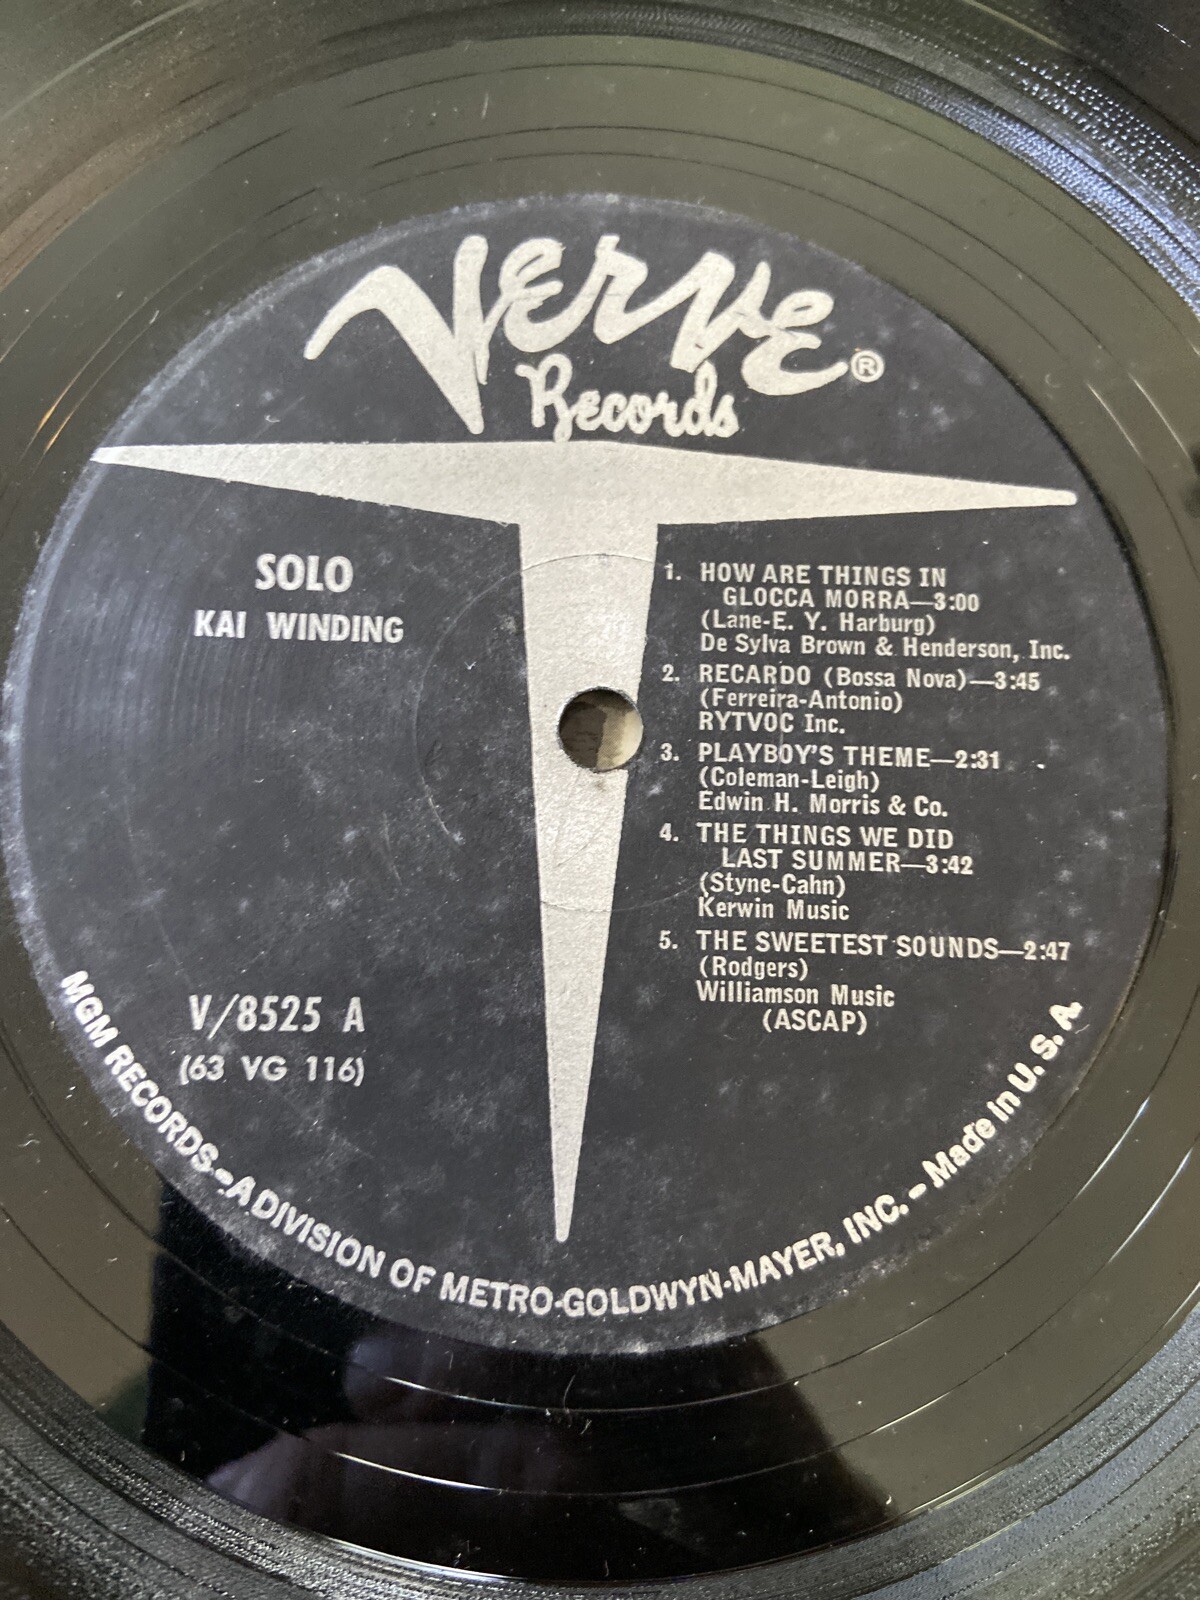 Verve®
Records
SOLO
KAI WINDING
1. HOW ARE THINGS IN
GLOCCA MORRA—3:00
(Lane-E. Y. Harburg)
De Sylva Brown & Henderson, Inc.
2. RECARDO (Bossa Nova)—3:45
(Ferreira-Antonio)
RYTVOC Inc.
3. PLAYBOY'S THEME—2:31
(Coleman-Leigh)
Edwin H. Morris & Co.
4. THE THINGS WE DID
LAST SUMMER—3:42
(Styne-Cahn)
Kerwin Music
5. THE SWEETEST SOUNDS—2:47
(Rodgers)
Williamson Music
(ASCAP)
V/8525 A
(63 VG 116)
MGM RECORDS–A DIVISION OF METRO-GOLDWYN-MAYER, INC. – Made in U. S. A.